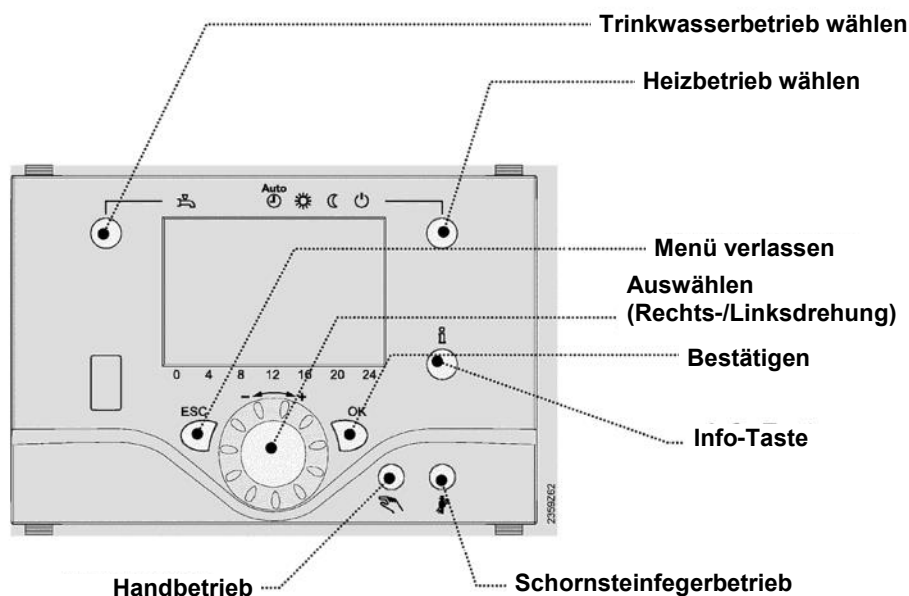 Trinkwasserbetrieb wählen
Heizbetrieb wählen
Auto
Menü verlassen
Auswählen
(Rechts-/Linksdrehung)
Bestätigen
0 4 8 12 16 20 24
- +
ESC
OK
Info-Taste
2359Z62
Handbetrieb
Schornsteinfegerbetrieb